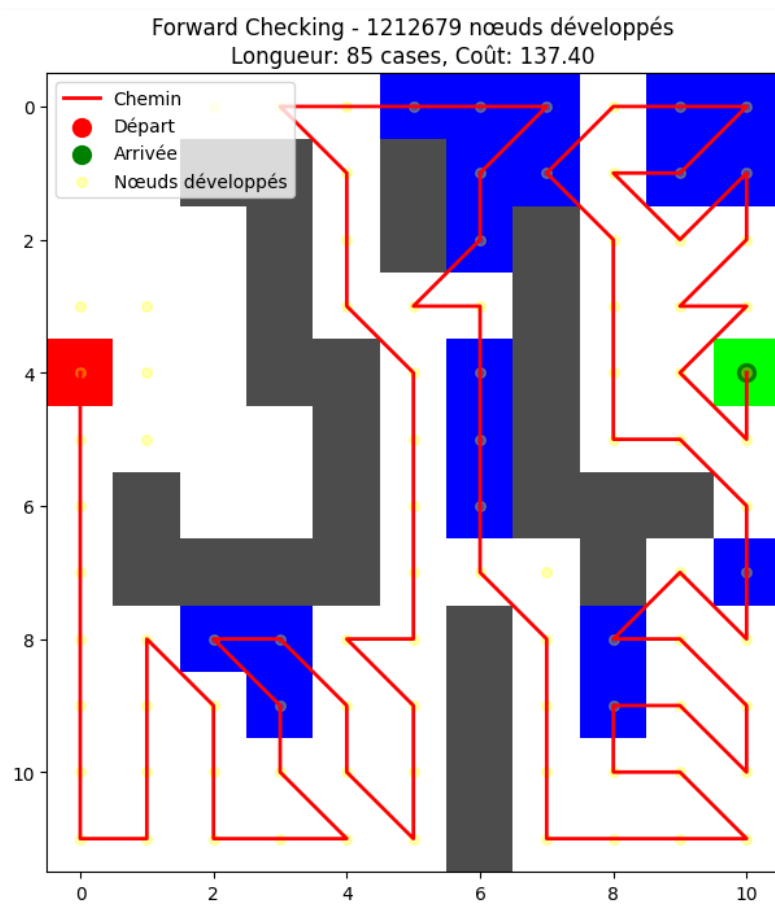 Forward Checking - 1212679 nœuds développés
Longueur: 85 cases, Coût: 137.40
Chemin
Départ
Arrivée
Nœuds développés
0
2
4
6
8
10
0
2
4
6
8
10